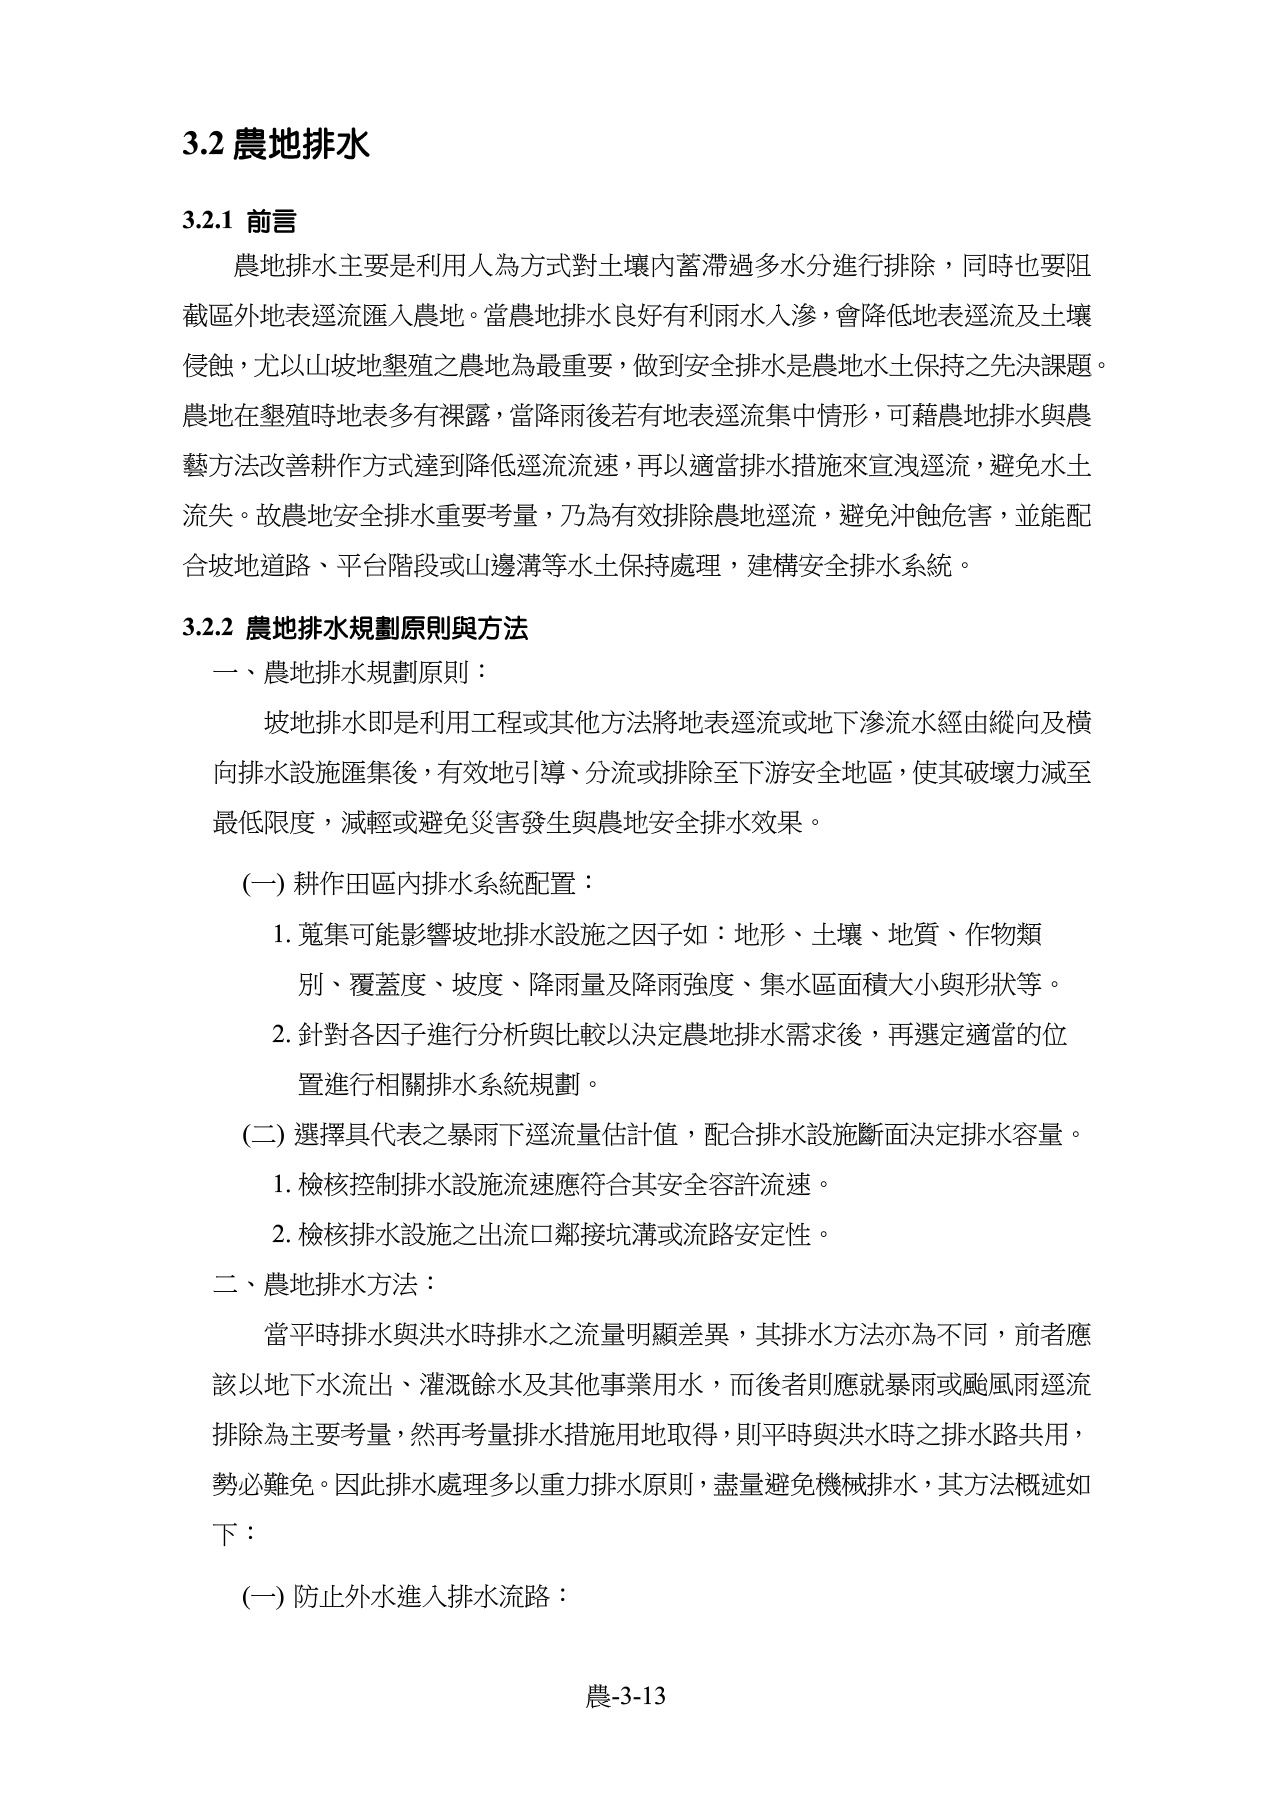 3.2 農地排水
3.2.1 前言
農地排水主要是利用人為方式對土壤內蓄滯過多水分進行排除，同時也要阻
截區外地表逕流匯入農地。當農地排水良好有利雨水入滲，會降低地表逕流及土壤
侵蝕，尤以山坡地墾殖之農地為最重要，做到安全排水是農地水土保持之先決課題。
農地在墾殖時地表多有裸露，當降雨後若有地表逕流集中情形，可藉農地排水與農
藝方法改善耕作方式達到降低逕流流速，再以適當排水措施來宣洩逕流，避免水土
流失。故農地安全排水重要考量，乃為有效排除農地逕流，避免沖蝕危害，並能配
合坡地道路、平台階段或山邊溝等水土保持處理，建構安全排水系統。
3.2.2 農地排水規劃原則與方法
一、農地排水規劃原則：
坡地排水即是利用工程或其他方法將地表逕流或地下滲流水經由縱向及橫
向排水設施匯集後，有效地引導、分流或排除至下游安全地區，使其破壞力減至
最低限度，減輕或避免災害發生與農地安全排水效果。
(一) 耕作田區內排水系統配置：
1. 蒐集可能影響坡地排水設施之因子如：地形、土壤、地質、作物類
別、覆蓋度、坡度、降雨量及降雨強度、集水區面積大小與形狀等。
2. 針對各因子進行分析與比較以決定農地排水需求後，再選定適當的位
置進行相關排水系統規劃。
(二) 選擇具代表之暴雨下逕流量估計值，配合排水設施斷面決定排水容量。
1. 檢核控制排水設施流速應符合其安全容許流速。
2. 檢核排水設施之出流口鄰接坑溝或流路安定性。
二、農地排水方法：
當平時排水與洪水時排水之流量明顯差異，其排水方法亦為不同，前者應
該以地下水流出、灌溉餘水及其他事業用水，而後者則應就暴雨或颱風雨逕流
排除為主要考量，然再考量排水措施用地取得，則平時與洪水時之排水路共用，
勢必難免。因此排水處理多以重力排水原則，盡量避免機械排水，其方法概述如
下：
(一) 防止外水進入排水流路：
農-3-13